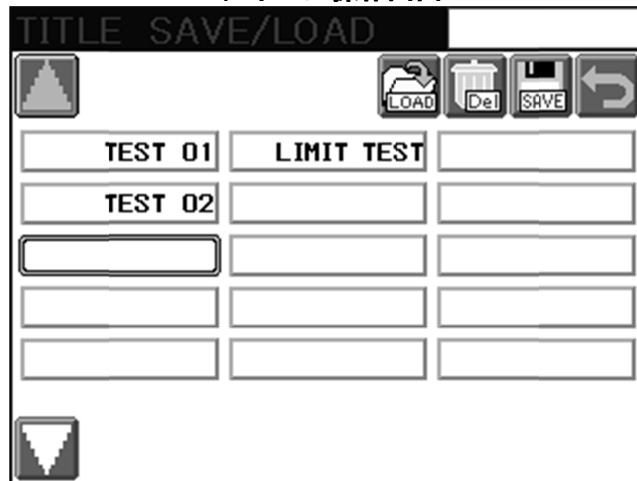 TITLE SAVE/LOAD
LOAD Del SAVE
TEST 01 LIMIT TEST
TEST 02